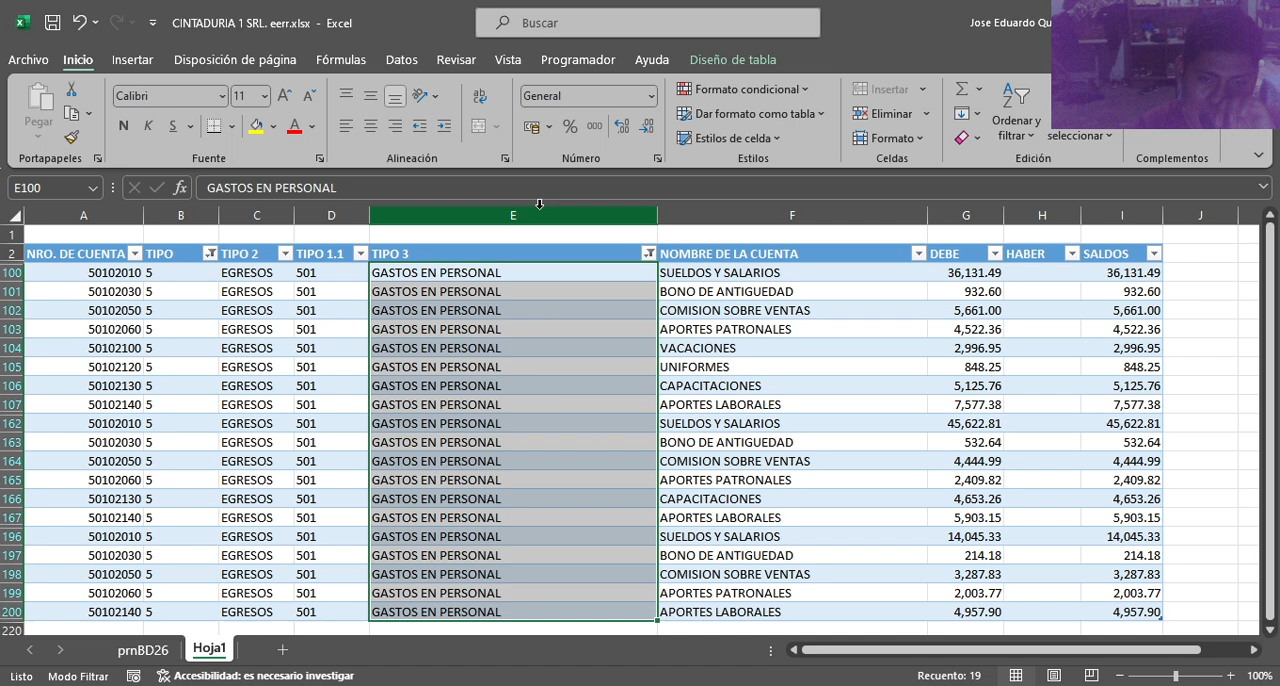 CINTADURIA 1 SRL. eerr.xlsx - Excel
Buscar
Jose Eduardo Qu
Archivo Inicio Insertar Disposición de página Fórmulas Datos Revisar Vista Programador Ayuda Diseño de tabla
Pegar
Portapapeles
Calibri 11
N K S
Fuente
Alineación
General
% 000
Número
Formato condicional
Dar formato como tabla
Estilos de celda
Estilos
Insertar
Eliminar
Formato
Celdas
Ordenar y
filtrar
seleccionar
Edición
Complementos
E100 fx GASTOS EN PERSONAL
A B C D E F G H I J
1
2 NRO. DE CUENTA TIPO TIPO 2 TIPO 1.1 TIPO 3 NOMBRE DE LA CUENTA DEBE HABER SALDOS
100 50102010 5 EGRESOS 501 GASTOS EN PERSONAL SUELDOS Y SALARIOS 36,131.49 36,131.49
101 50102030 5 EGRESOS 501 GASTOS EN PERSONAL BONO DE ANTIGUEDAD 932.60 932.60
102 50102050 5 EGRESOS 501 GASTOS EN PERSONAL COMISION SOBRE VENTAS 5,661.00 5,661.00
103 50102060 5 EGRESOS 501 GASTOS EN PERSONAL APORTES PATRONALES 4,522.36 4,522.36
104 50102100 5 EGRESOS 501 GASTOS EN PERSONAL VACACIONES 2,996.95 2,996.95
105 50102120 5 EGRESOS 501 GASTOS EN PERSONAL UNIFORMES 848.25 848.25
106 50102130 5 EGRESOS 501 GASTOS EN PERSONAL CAPACITACIONES 5,125.76 5,125.76
107 50102140 5 EGRESOS 501 GASTOS EN PERSONAL APORTES LABORALES 7,577.38 7,577.38
162 50102010 5 EGRESOS 501 GASTOS EN PERSONAL SUELDOS Y SALARIOS 45,622.81 45,622.81
163 50102030 5 EGRESOS 501 GASTOS EN PERSONAL BONO DE ANTIGUEDAD 532.64 532.64
164 50102050 5 EGRESOS 501 GASTOS EN PERSONAL COMISION SOBRE VENTAS 4,444.99 4,444.99
165 50102060 5 EGRESOS 501 GASTOS EN PERSONAL APORTES PATRONALES 2,409.82 2,409.82
166 50102130 5 EGRESOS 501 GASTOS EN PERSONAL CAPACITACIONES 4,653.26 4,653.26
167 50102140 5 EGRESOS 501 GASTOS EN PERSONAL APORTES LABORALES 5,903.15 5,903.15
196 50102010 5 EGRESOS 501 GASTOS EN PERSONAL SUELDOS Y SALARIOS 14,045.33 14,045.33
197 50102030 5 EGRESOS 501 GASTOS EN PERSONAL BONO DE ANTIGUEDAD 214.18 214.18
198 50102050 5 EGRESOS 501 GASTOS EN PERSONAL COMISION SOBRE VENTAS 3,287.83 3,287.83
199 50102060 5 EGRESOS 501 GASTOS EN PERSONAL APORTES PATRONALES 2,003.77 2,003.77
200 50102140 5 EGRESOS 501 GASTOS EN PERSONAL APORTES LABORALES 4,957.90 4,957.90
220
prnBD26 Hoja1
Listo Modo Filtrar Accesibilidad: es necesario investigar Recuento: 19 100%